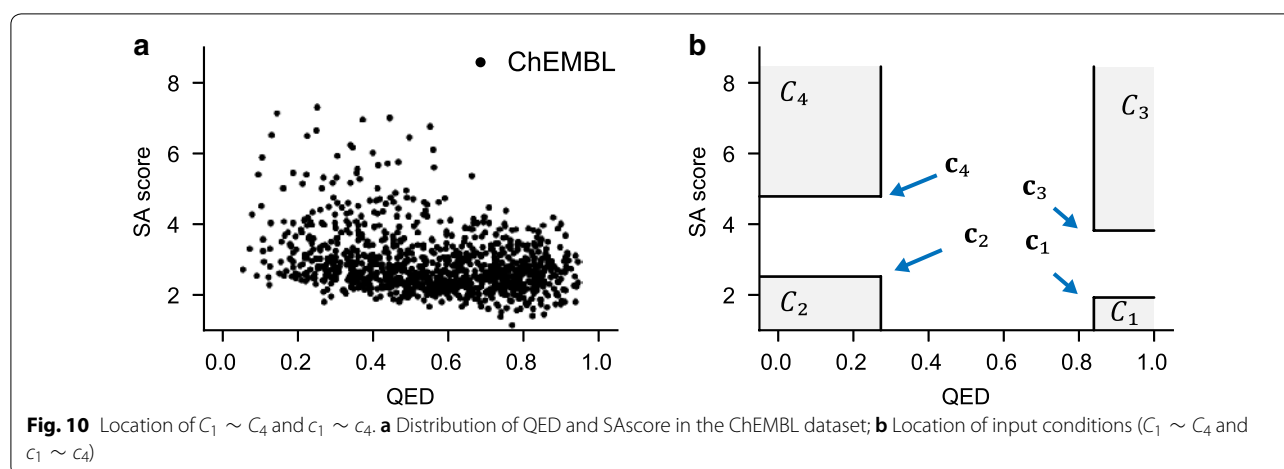 a
ChEMBL
SA score
8
6
4
2
0.0 0.2 0.4 0.6 0.8 1.0
QED
b
SA score
8
6
4
2
C₄
C₃
c₄
c₃
c₂
c₁
C₂
C₁
0.0 0.2 0.4 0.6 0.8 1.0
QED
Fig. 10 Location of C₁ ∼ C₄ and c₁ ∼ c₄. a Distribution of QED and SAscore in the ChEMBL dataset; b Location of input conditions (C₁ ∼ C₄ and
c₁ ∼ c₄)